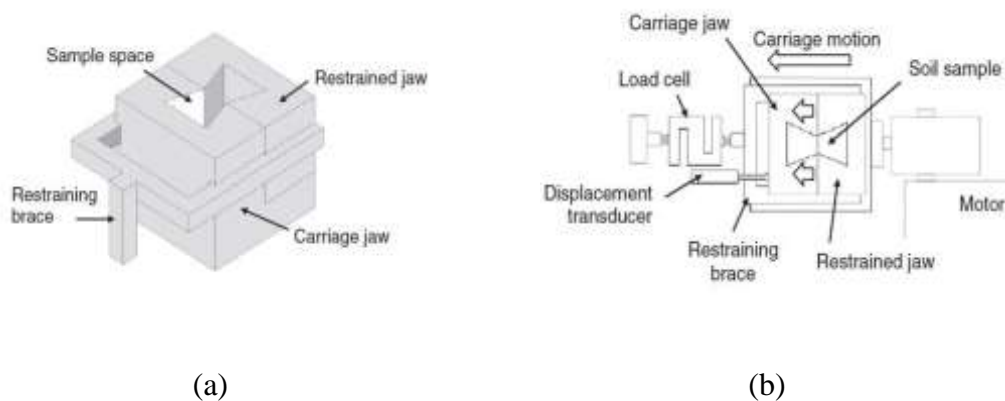 Sample space
Restrained jaw
Restraining
brace
Carriage jaw
(a)
Carriage jaw
Carriage motion
Load cell
Soil sample
Displacement
transducer
Motor
Restraining
brace
Restrained jaw
(b)